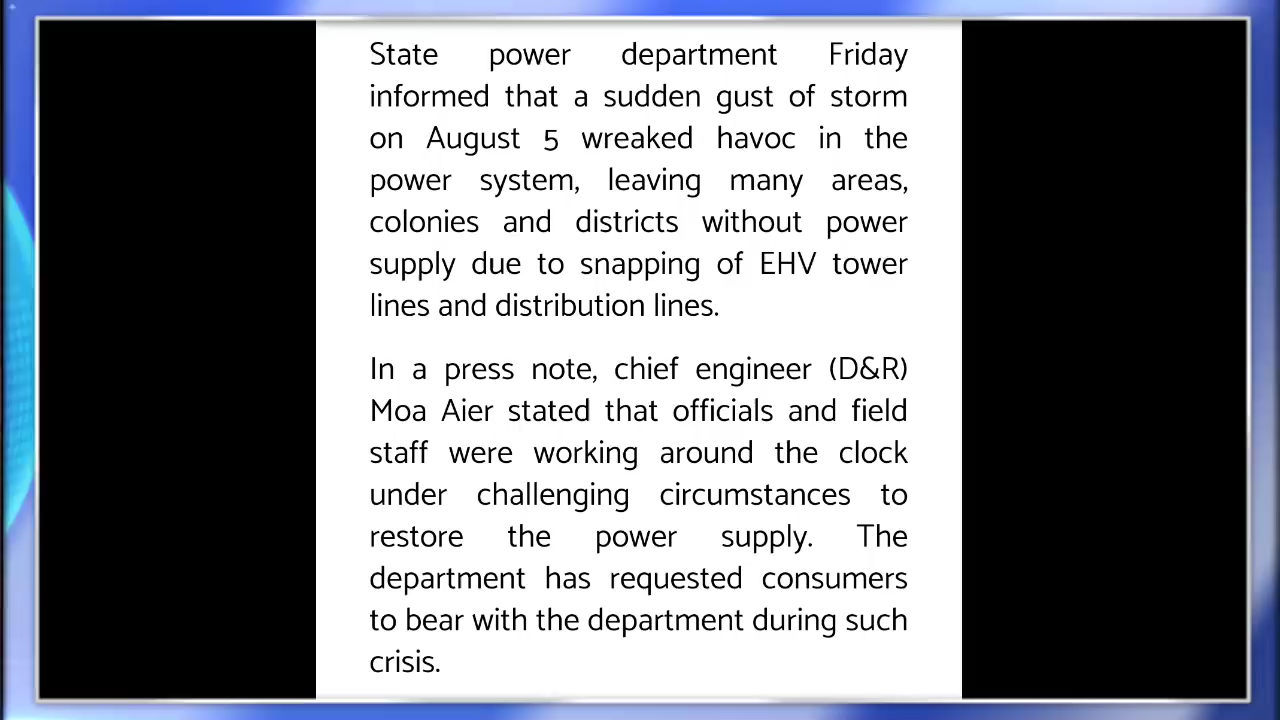 State power department Friday
informed that a sudden gust of storm
on August 5 wreaked havoc in the
power system, leaving many areas,
colonies and districts without power
supply due to snapping of EHV tower
lines and distribution lines.
In a press note, chief engineer (D&R)
Moa Aier stated that officials and field
staff were working around the clock
under challenging circumstances to
restore the power supply. The
department has requested consumers
to bear with the department during such
crisis.